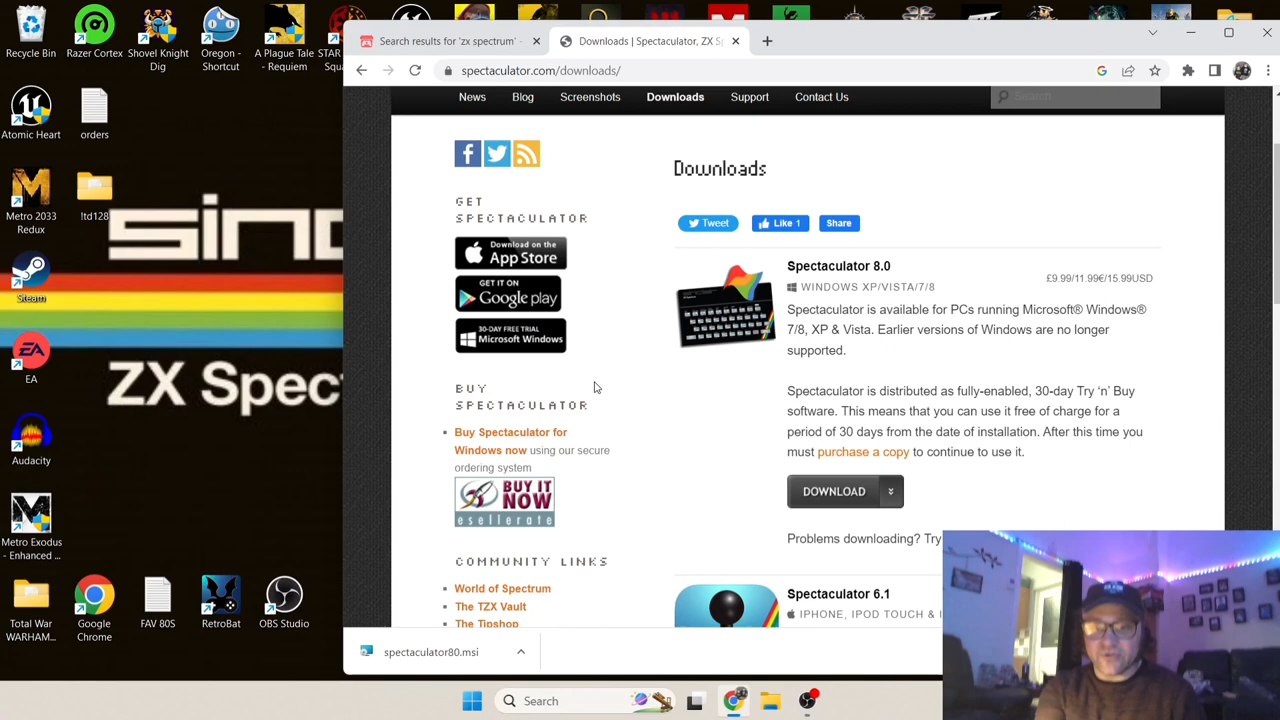 Recycle Bin
Razer Cortex
Shovel Knight
Dig
Oregon -
Shortcut
A Plague Tale
- Requiem
STAR
Squa
Atomic Heart
orders
Metro 2033
Redux
!td128
Steam
EA
Audacity
Metro Exodus
- Enhanced ...
Total War
WARHAM...
Google
Chrome
FAV 80S
RetroBat
OBS Studio
ZX Spect
Search results for 'zx spectrum' -
Downloads | Spectaculator, ZX S
spectaculator.com/downloads/
News
Blog
Screenshots
Downloads
Support
Contact Us
Search
GET
SPECTACULATOR
Download on the
App Store
GET IT ON
Google play
30-DAY FREE TRIAL
Microsoft Windows
BUY
SPECTACULATOR
Buy Spectaculator for
Windows now using our secure
ordering system
BUY IT
NOW
esellerate
COMMUNITY LINKS
World of Spectrum
The TZX Vault
The Tipshop
Downloads
Tweet
Like 1
Share
Spectaculator 8.0
£9.99/11.99€/15.99USD
WINDOWS XP/VISTA/7/8
Spectaculator is available for PCs running Microsoft® Windows®
7/8, XP & Vista. Earlier versions of Windows are no longer
supported.
Spectaculator is distributed as fully-enabled, 30-day Try ‘n’ Buy
software. This means that you can use it free of charge for a
period of 30 days from the date of installation. After this time you
must purchase a copy to continue to use it.
DOWNLOAD
Problems downloading? Try
Spectaculator 6.1
IPHONE, IPOD TOUCH & I
spectaculator80.msi
Search